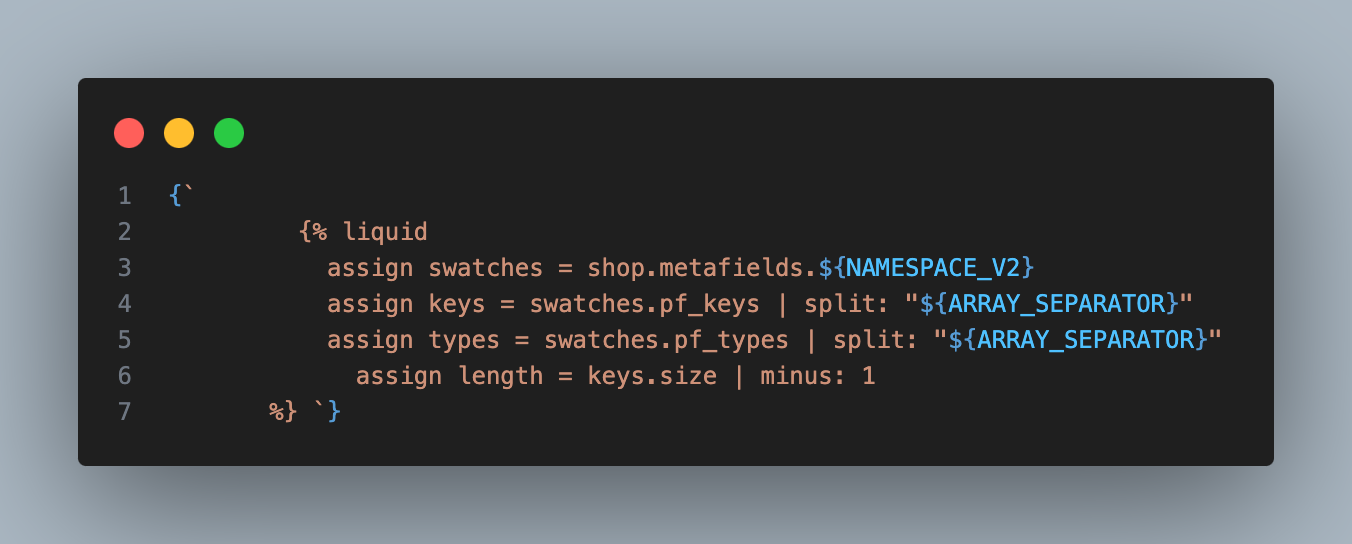 1 {`
2 {% liquid
3 assign swatches = shop.metafields.${NAMESPACE_V2}
4 assign keys = swatches.pf_keys | split: "${ARRAY_SEPARATOR}"
5 assign types = swatches.pf_types | split: "${ARRAY_SEPARATOR}"
6 assign length = keys.size | minus: 1
7 %} `}